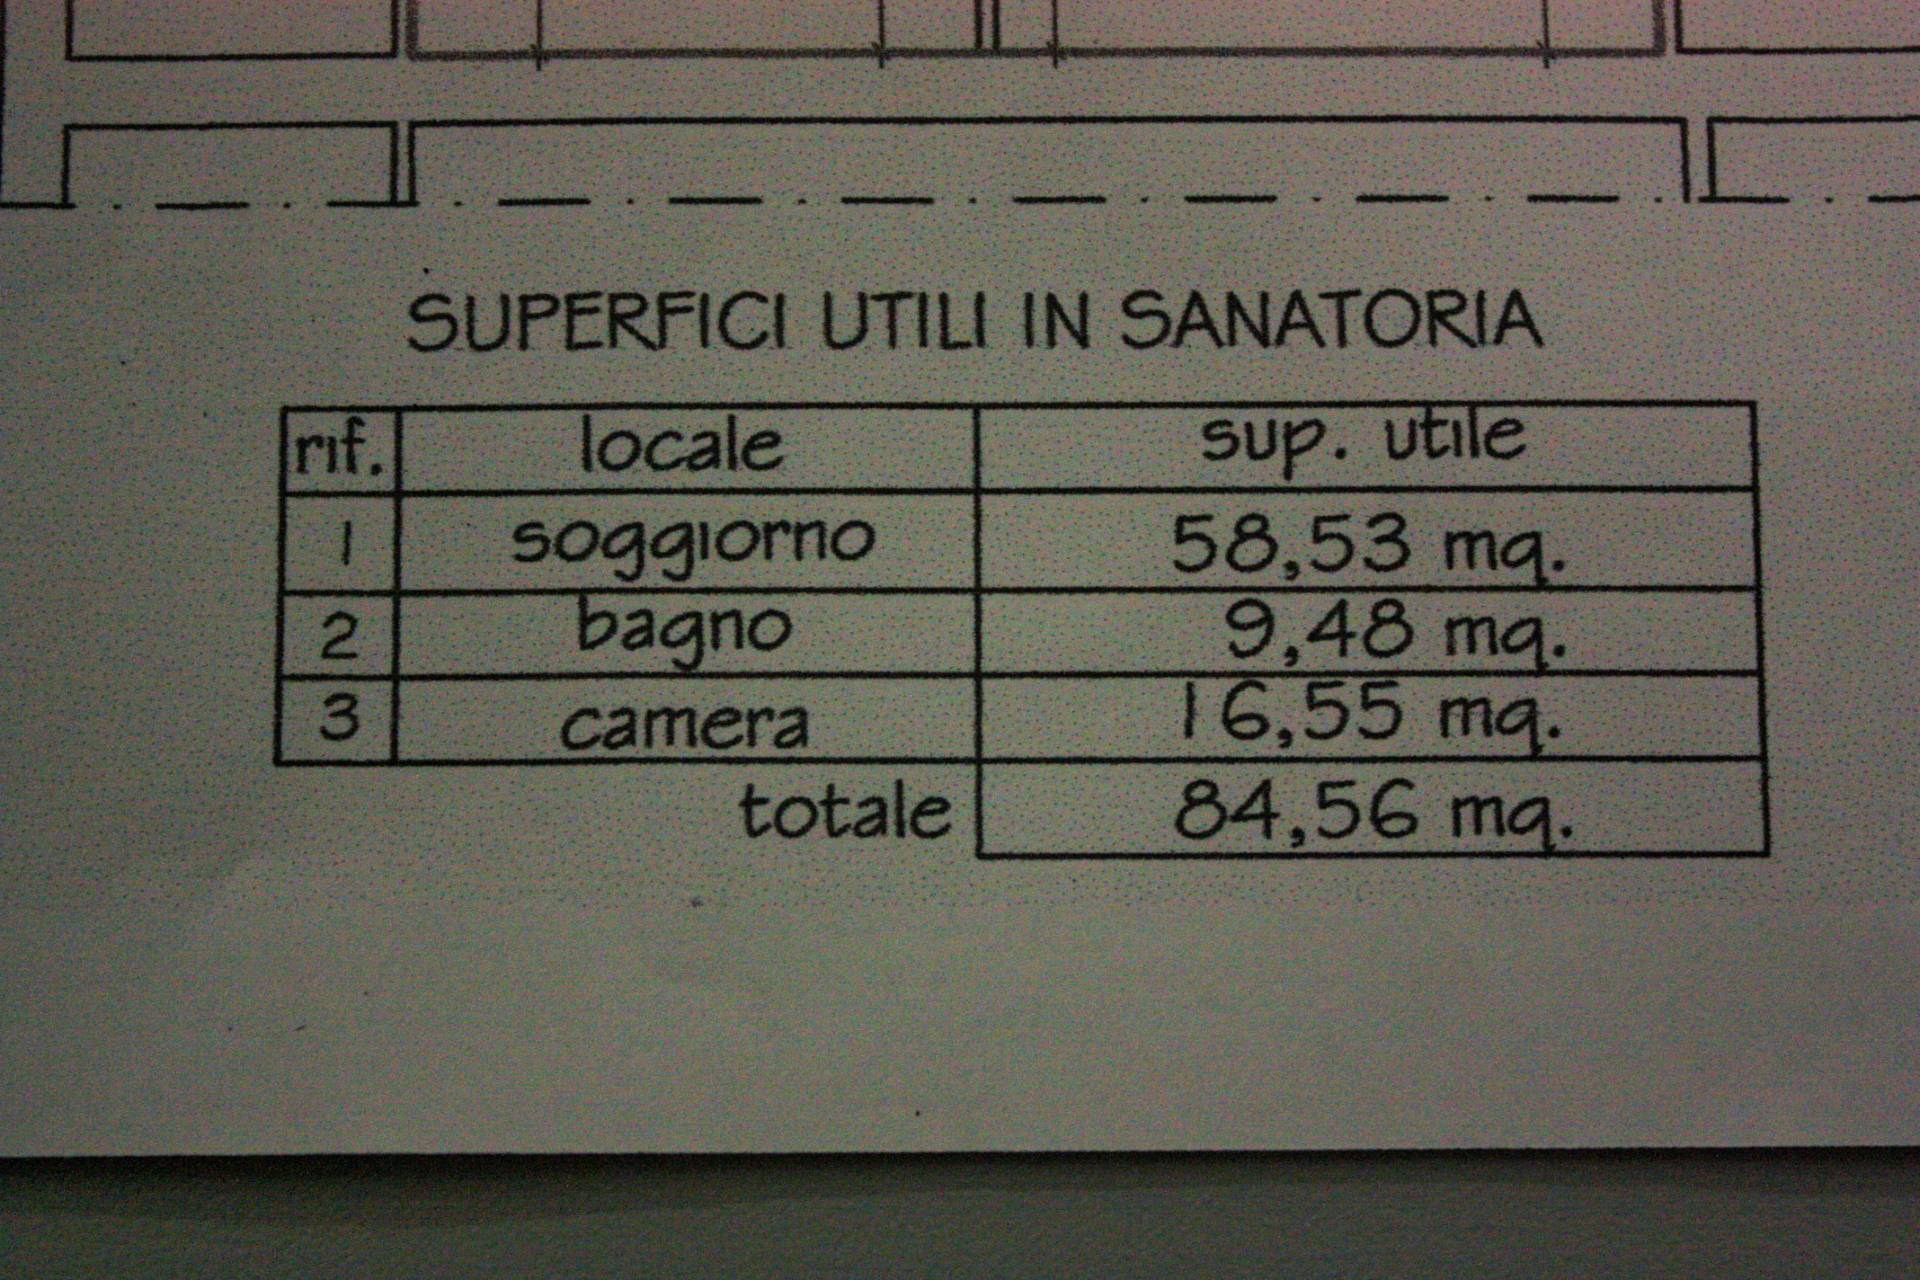 SUPERFICI UTILI IN SANATORIA
rif. locale sup. utile
1 soggiorno 58,53 mq.
2 bagno 9,48 mq.
3 camera 16,55 mq.
totale 84,56 mq.